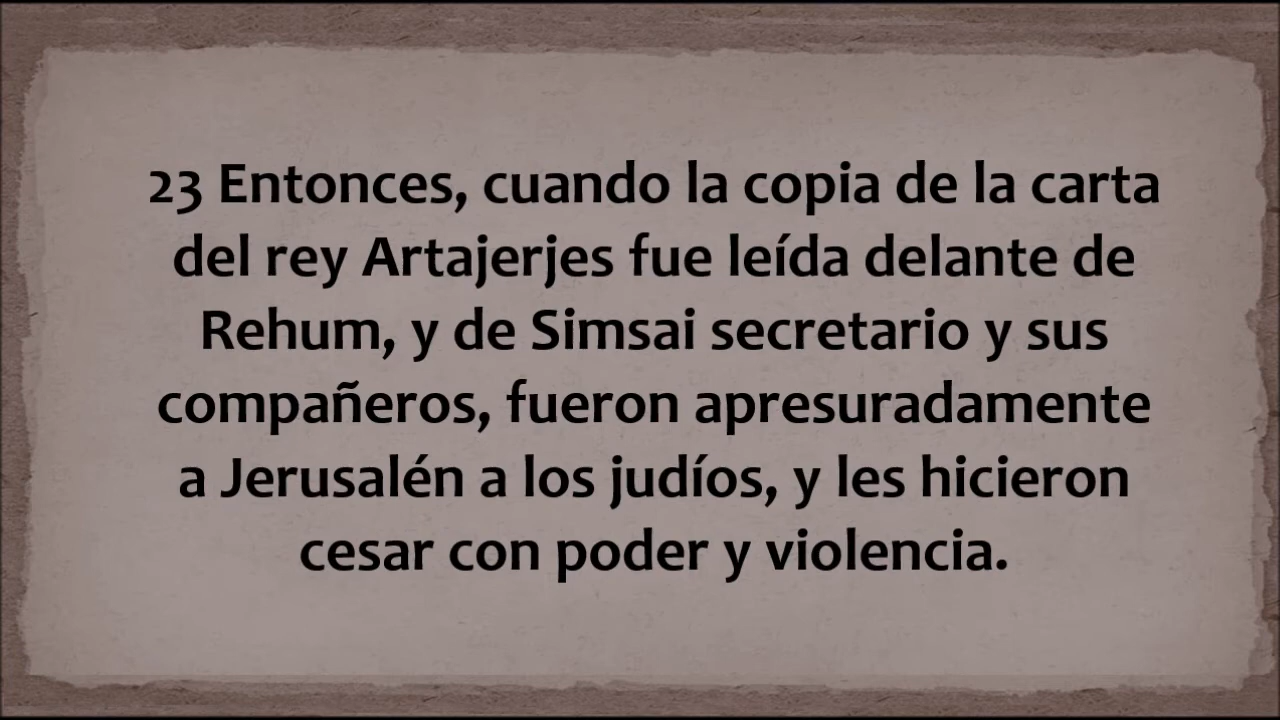 23 Entonces, cuando la copia de la carta
del rey Artajerjes fue leída delante de
Rehum, y de Simsai secretario y sus
compañeros, fueron apresuradamente
a Jerusalén a los judíos, y les hicieron
cesar con poder y violencia.